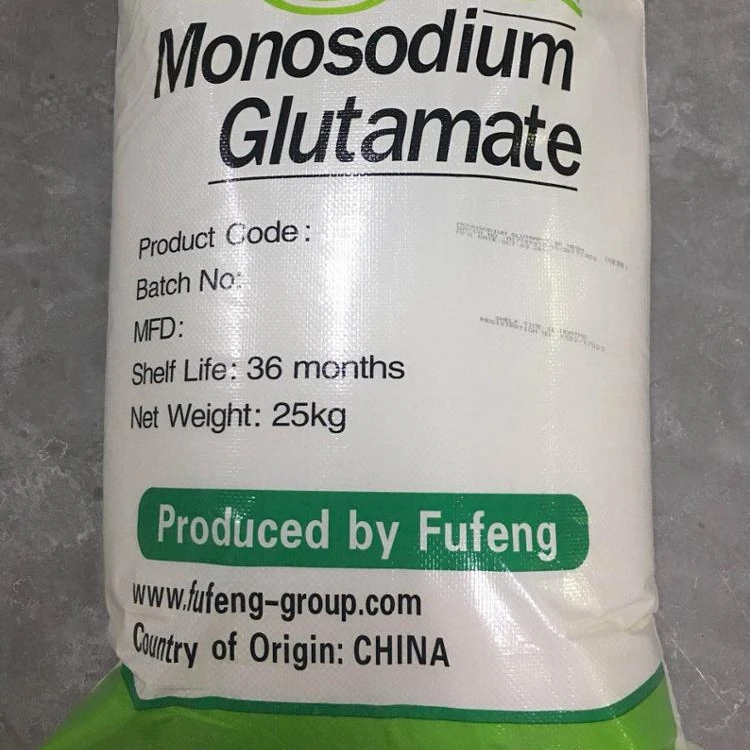 Monosodium
Glutamate
Product Code:
Batch No:
MFD:
Shelf Life: 36 months
Net Weight: 25kg
Produced by Fufeng
www.fufeng-group.com
Country of Origin: CHINA